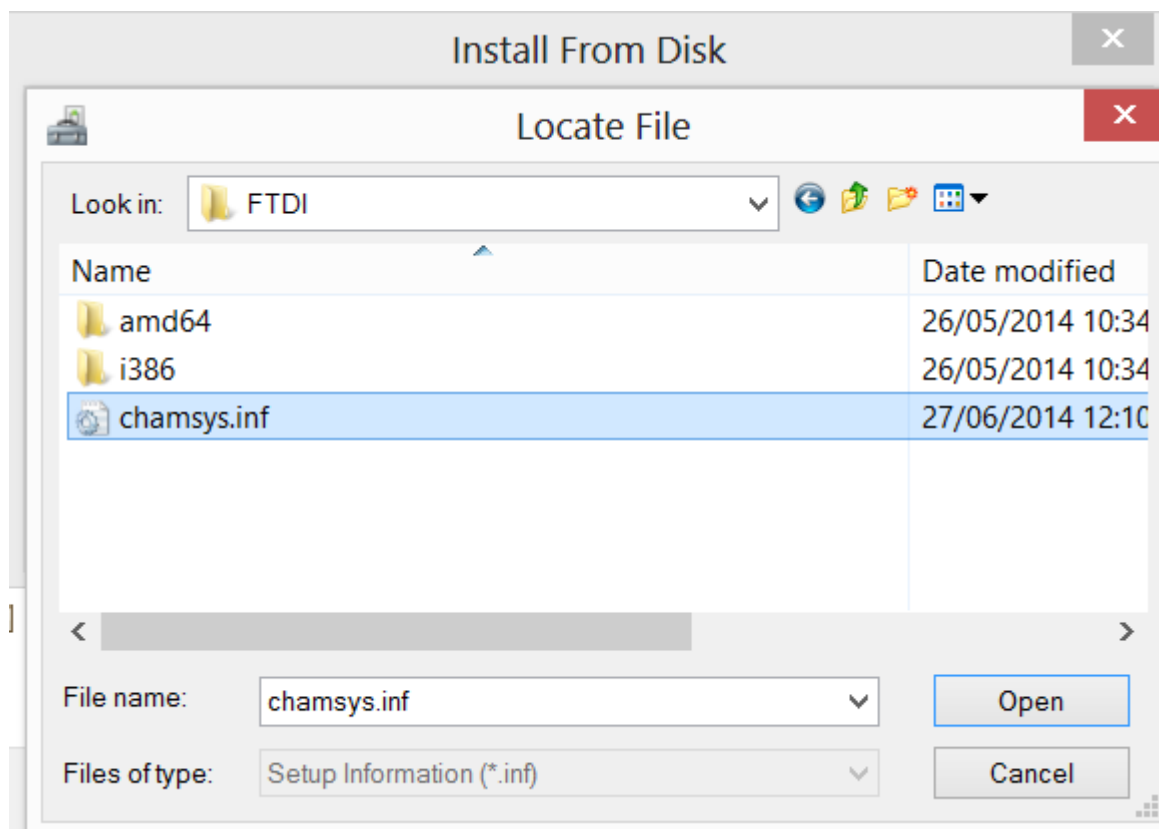 Install From Disk
Locate File
Look in: FTDI
Name Date modified
amd64 26/05/2014 10:34
i386 26/05/2014 10:34
chamsys.inf 27/06/2014 12:10
File name: chamsys.inf Open
Files of type: Setup Information (*.inf) Cancel